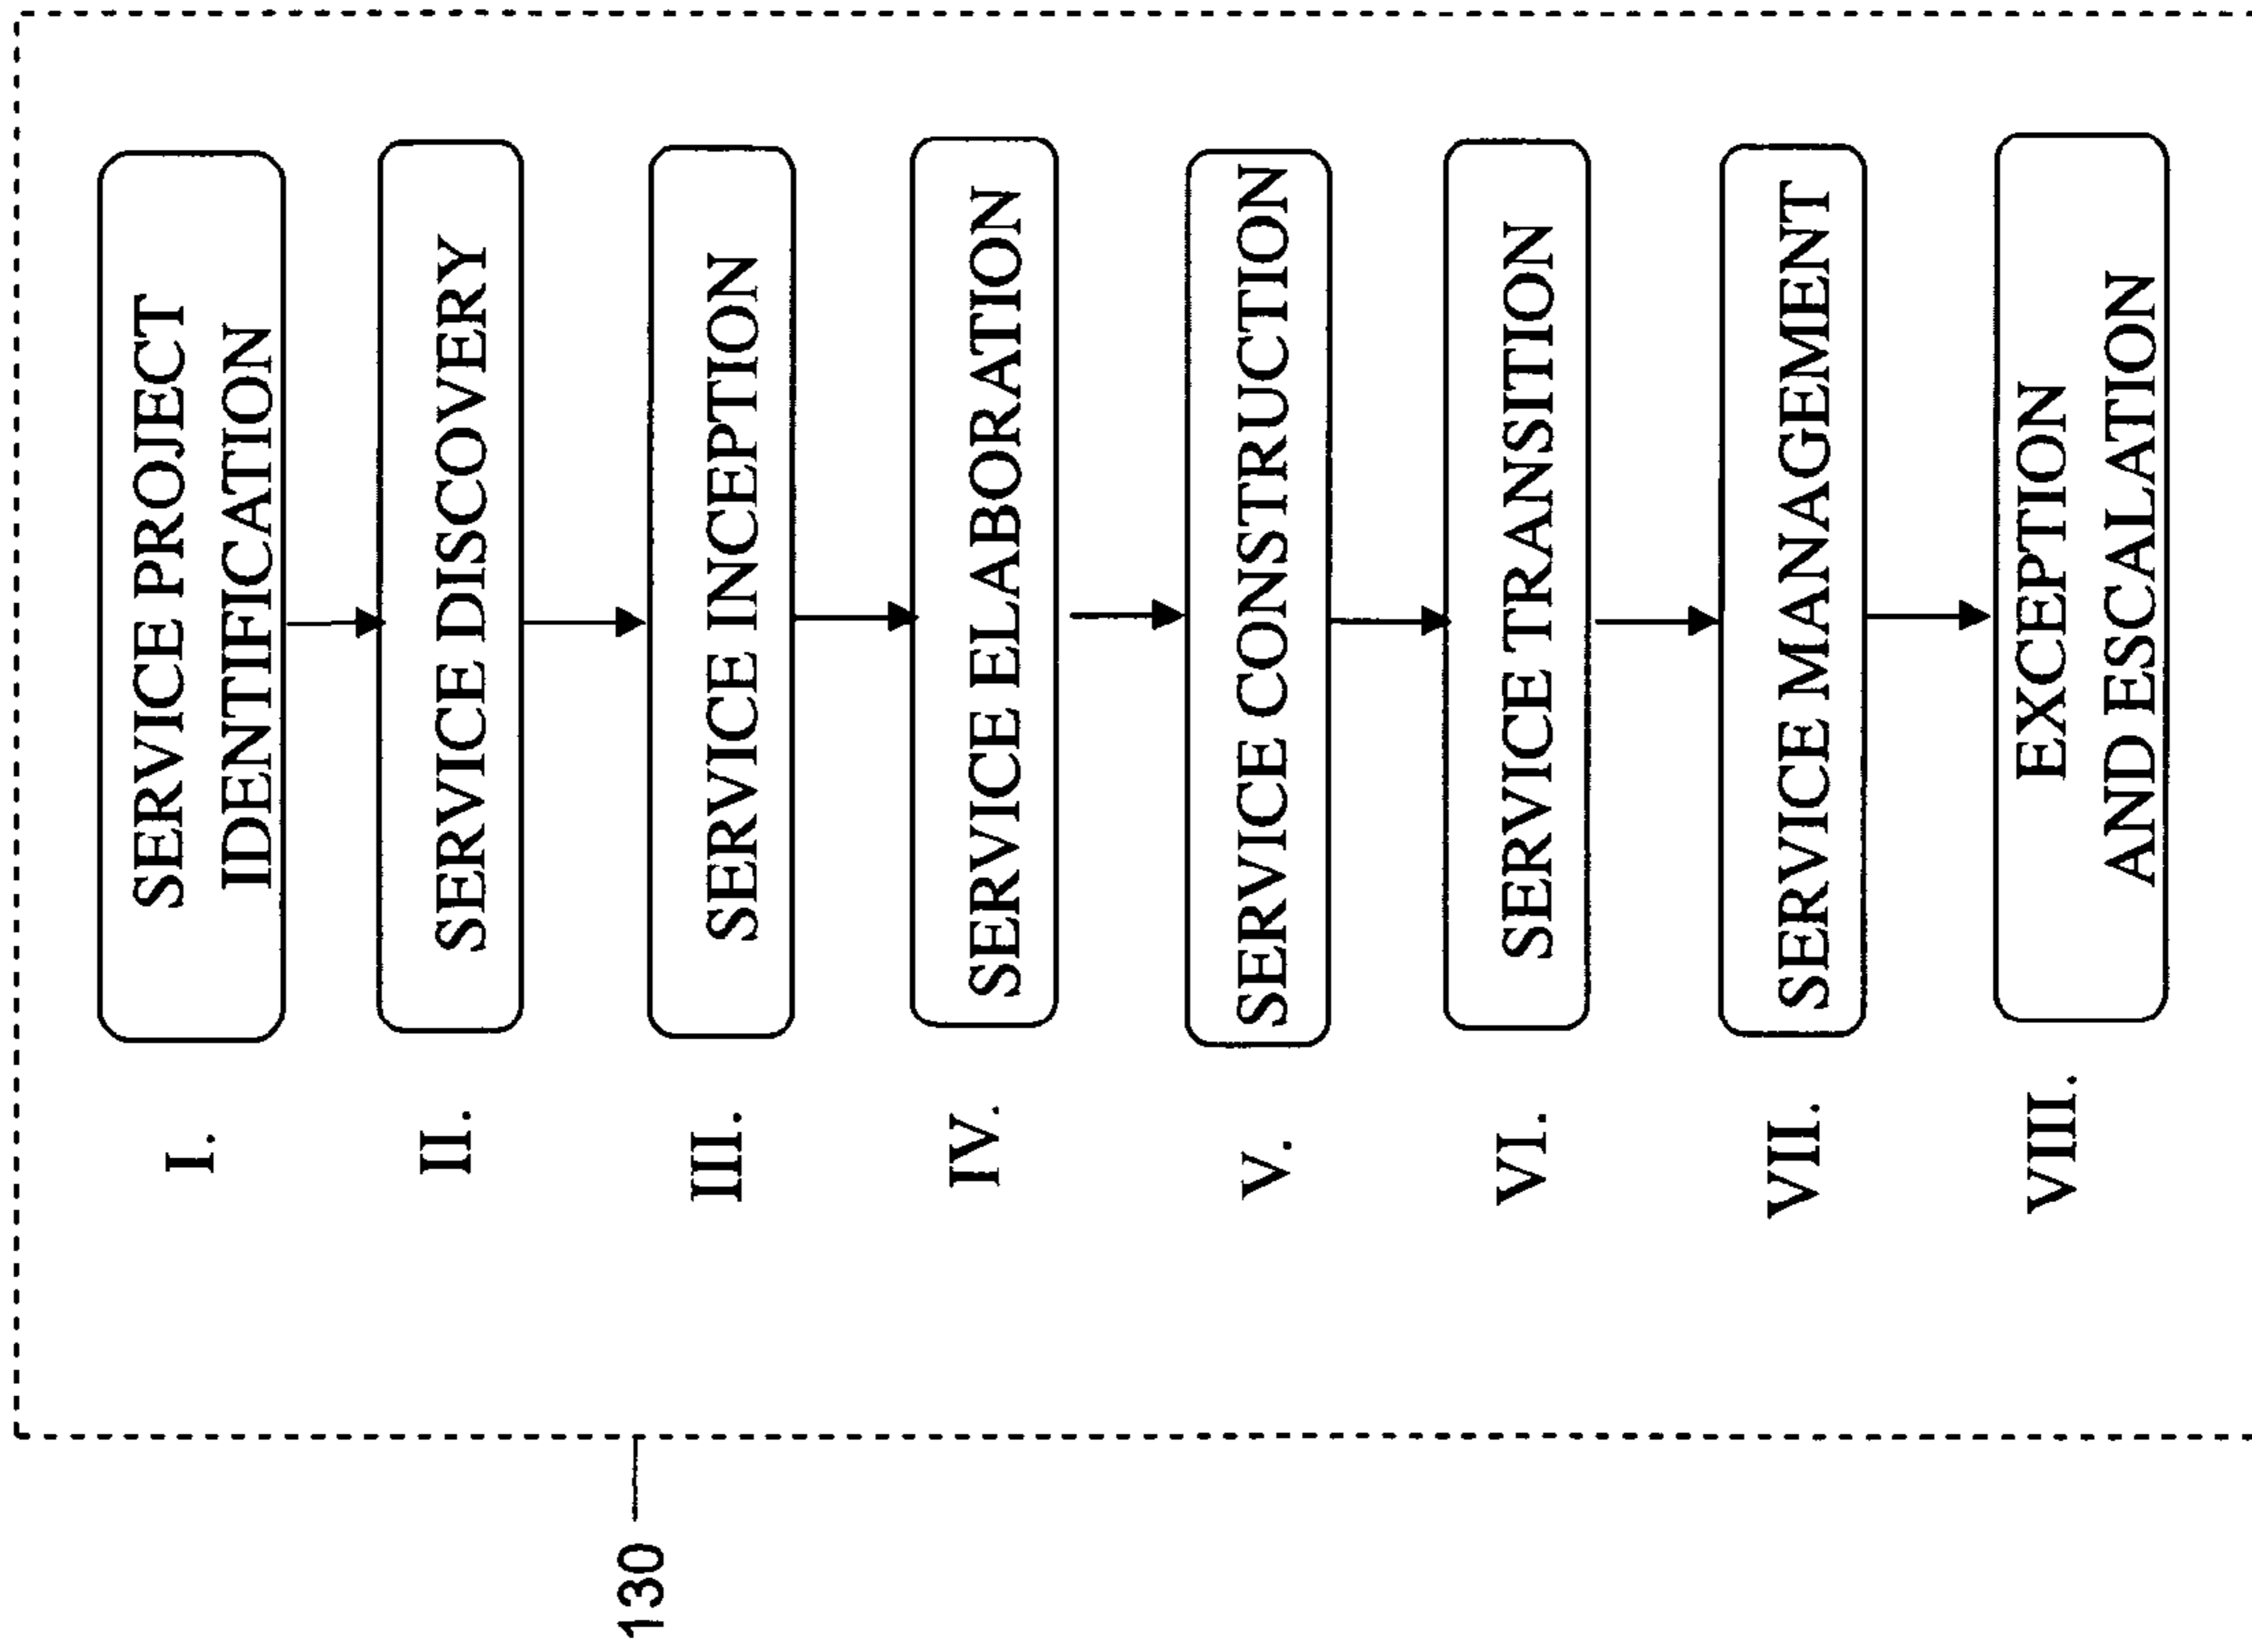 I.
SERVICE PROJECT
IDENTIFICATION
II.
SERVICE DISCOVERY
III.
SERVICE INCEPTION
IV.
SERVICE ELABORATION
V.
SERVICE CONSTRUCTION
VI.
SERVICE TRANSITION
VII.
SERVICE MANAGEMENT
VIII.
EXCEPTION
AND ESCALATION
130